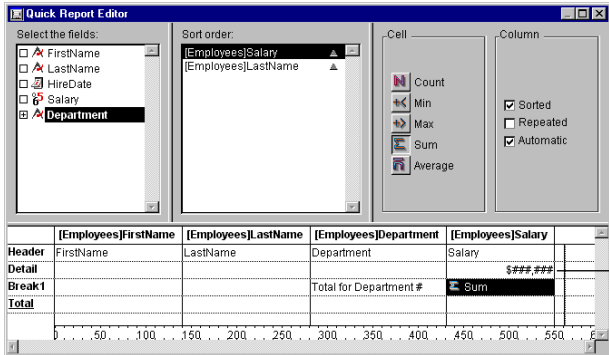 Quick Report Editor
Select the fields:
FirstName
LastName
HireDate
Salary
Department
Sort order:
[Employees]Salary
[Employees]LastName
Cell
Count
Min
Max
Sum
Average
Column
Sorted
Repeated
Automatic
[Employees]FirstName [Employees]LastName [Employees]Department [Employees]Salary
Header FirstName LastName Department Salary
Detail $###,###
Break1 Total for Department # Sum
Total
0 50 100 150 200 250 300 350 400 450 500 550